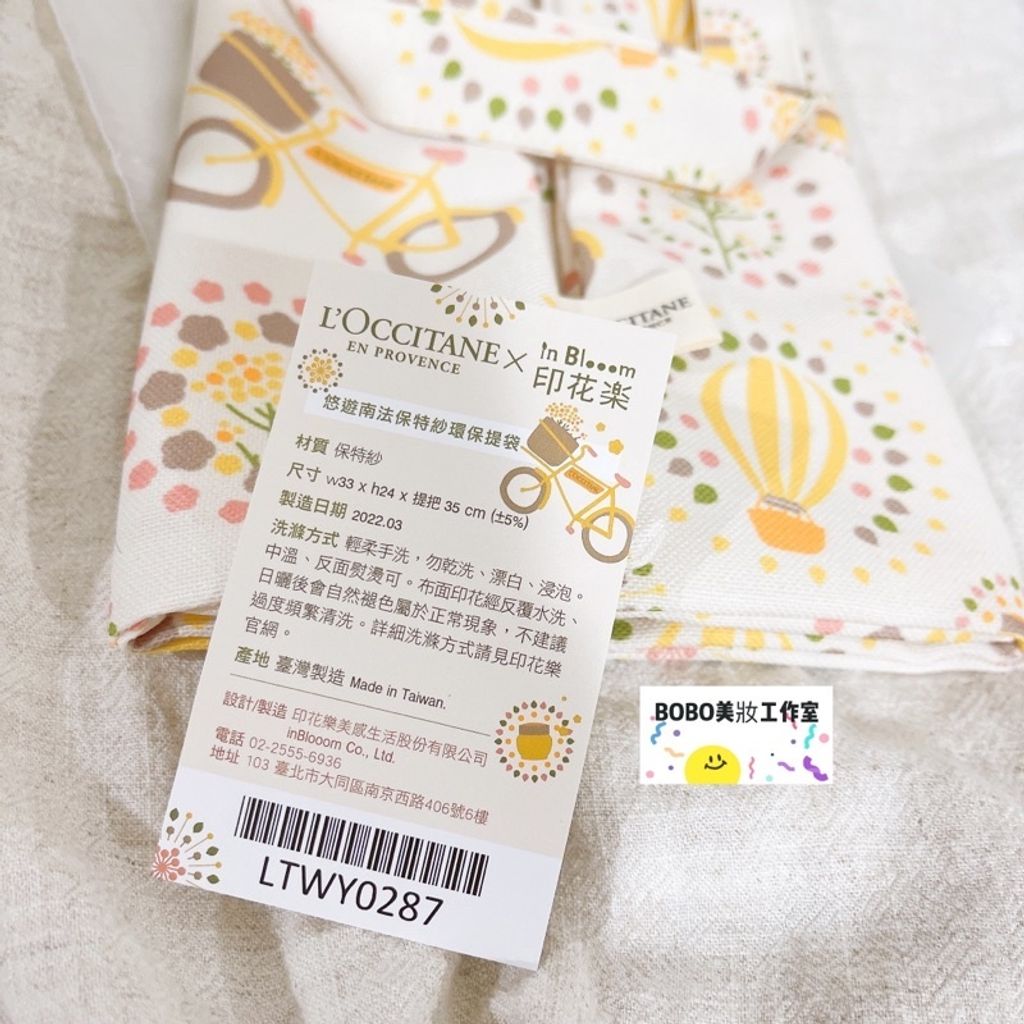 L'OCCITANE
EN PROVENCE
×
in Blooom
印花楽
悠遊南法保特紗環保提袋
材質 保特紗
尺寸 w33 x h24 x 提把 35 cm (±5%)
製造日期 2022.03
洗滌方式 輕柔手洗，勿乾洗、漂白、浸泡。
中溫、反面熨燙可。布面印花經反覆水洗、
日曬後會自然褪色屬於正常現象，不建議
過度頻繁清洗。詳細洗滌方式請見印花樂
官網。
產地 臺灣製造 Made in Taiwan.
設計/製造 印花樂美感生活股份有限公司
inBlooom Co., Ltd.
電話 02-2555-6936
地址 103 臺北市大同區南京西路406號6樓
LTWY0287
BOBO美妝工作室